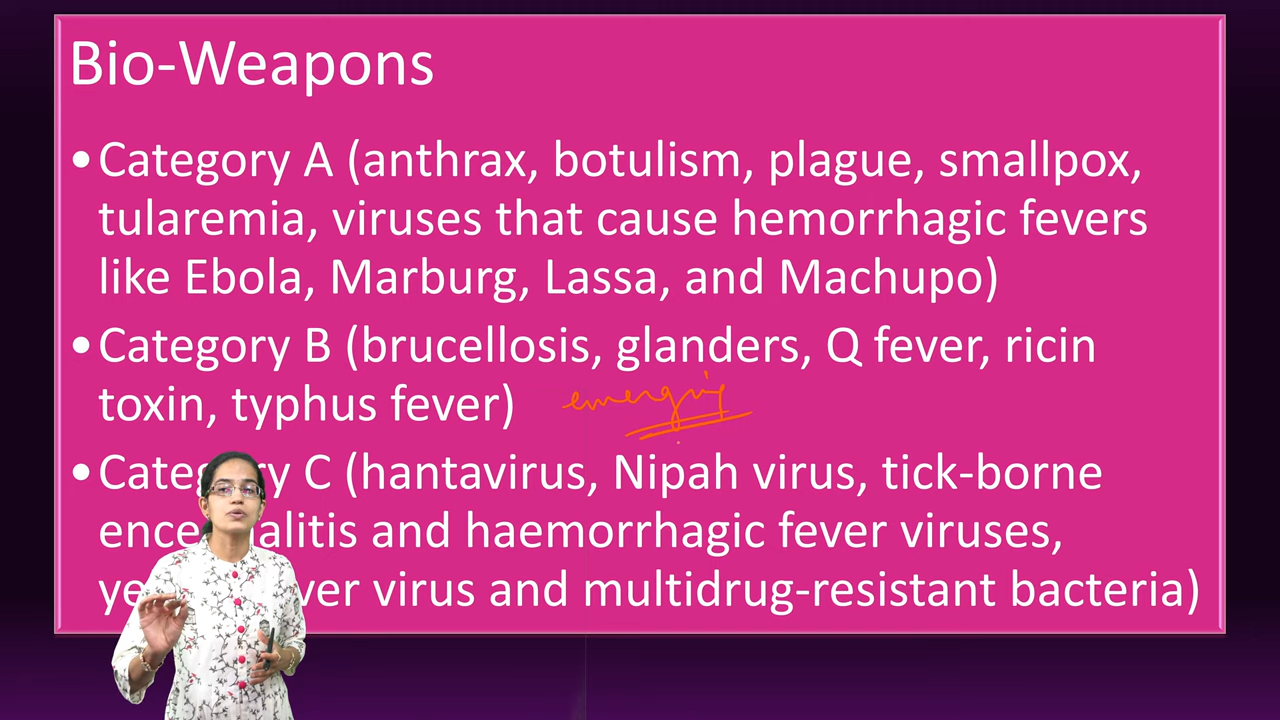 Bio-Weapons
•Category A (anthrax, botulism, plague, smallpox,
tularemia, viruses that cause hemorrhagic fevers
like Ebola, Marburg, Lassa, and Machupo)
•Category B (brucellosis, glanders, Q fever, ricin
toxin, typhus fever) emerging
•Category C (hantavirus, Nipah virus, tick-borne
encephalitis and haemorrhagic fever viruses,
yellow fever virus and multidrug-resistant bacteria)